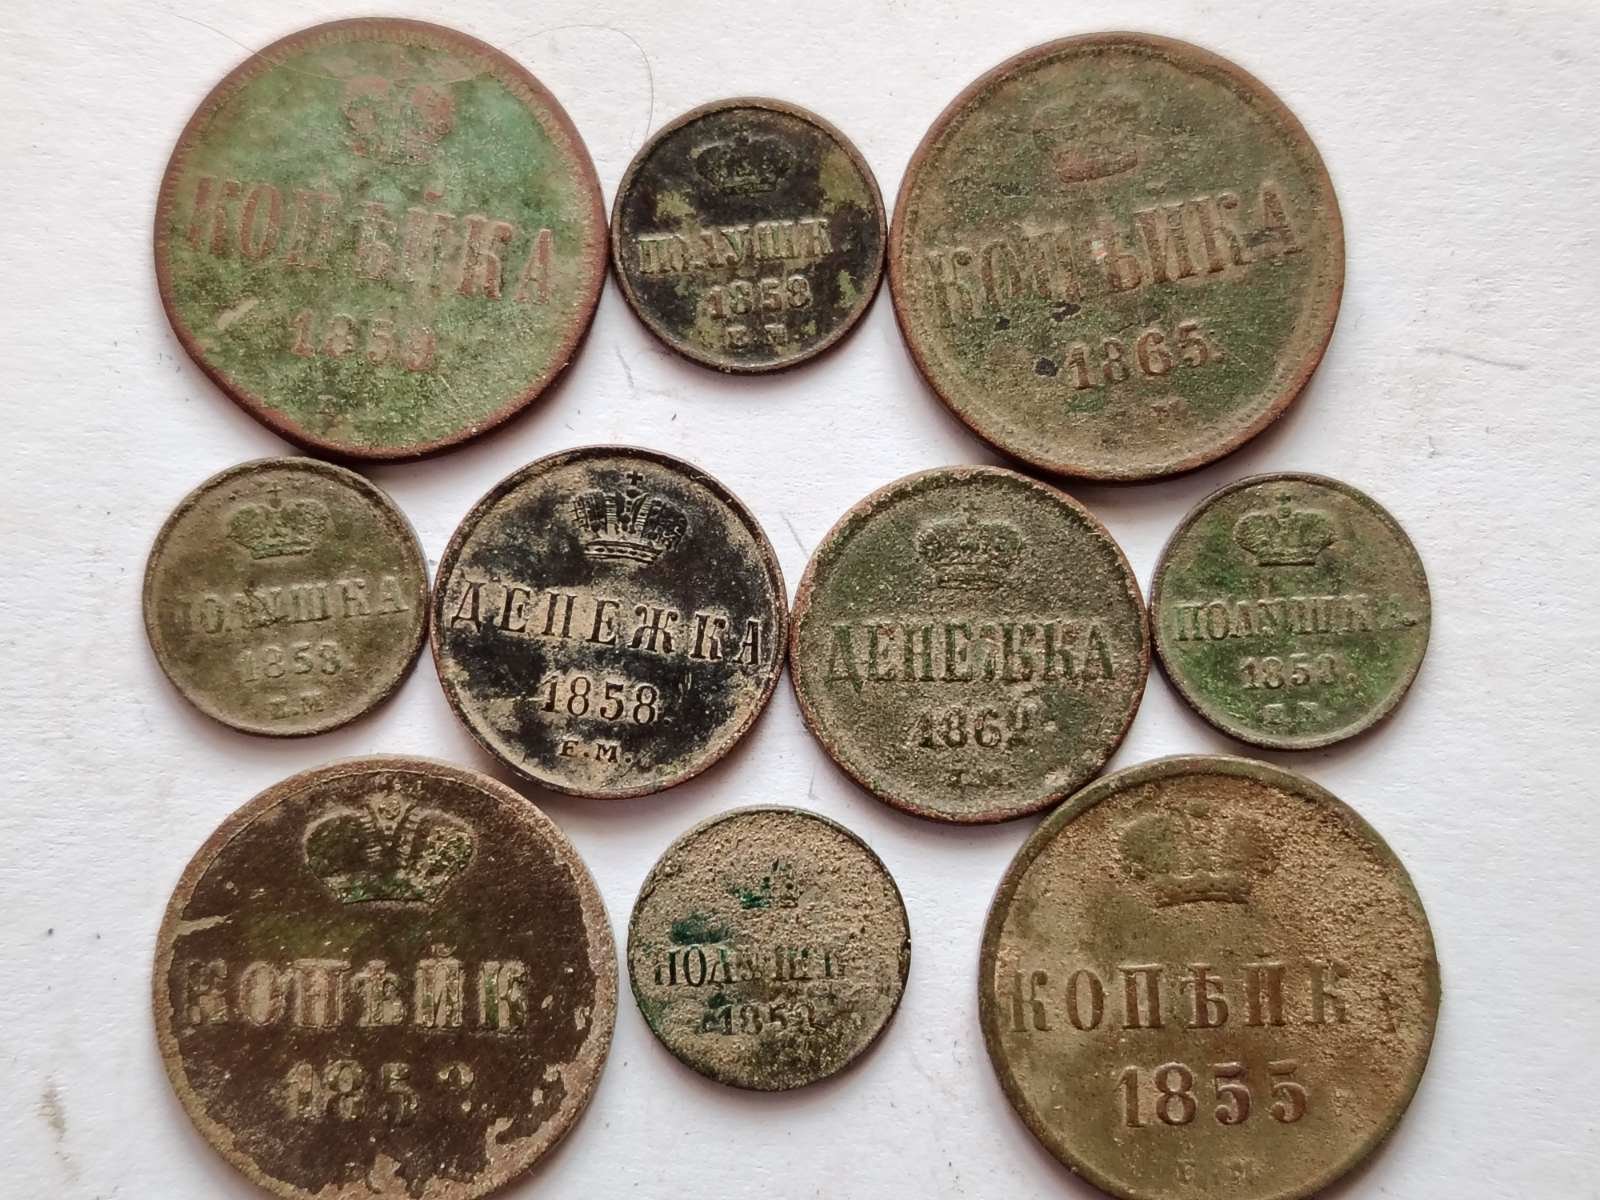 КОПѢЙКА
ПОЛУШК
1858
Е.М.
КОПѢЙКА
1865.
М.
ПОЛУШКА
1858
Е.М
ДЕНЕЖКА
1858
Е.М.
ДЕНЕЖКА
ПОЛУШКА
КОПѢЙК
КОПѢЙК
1855